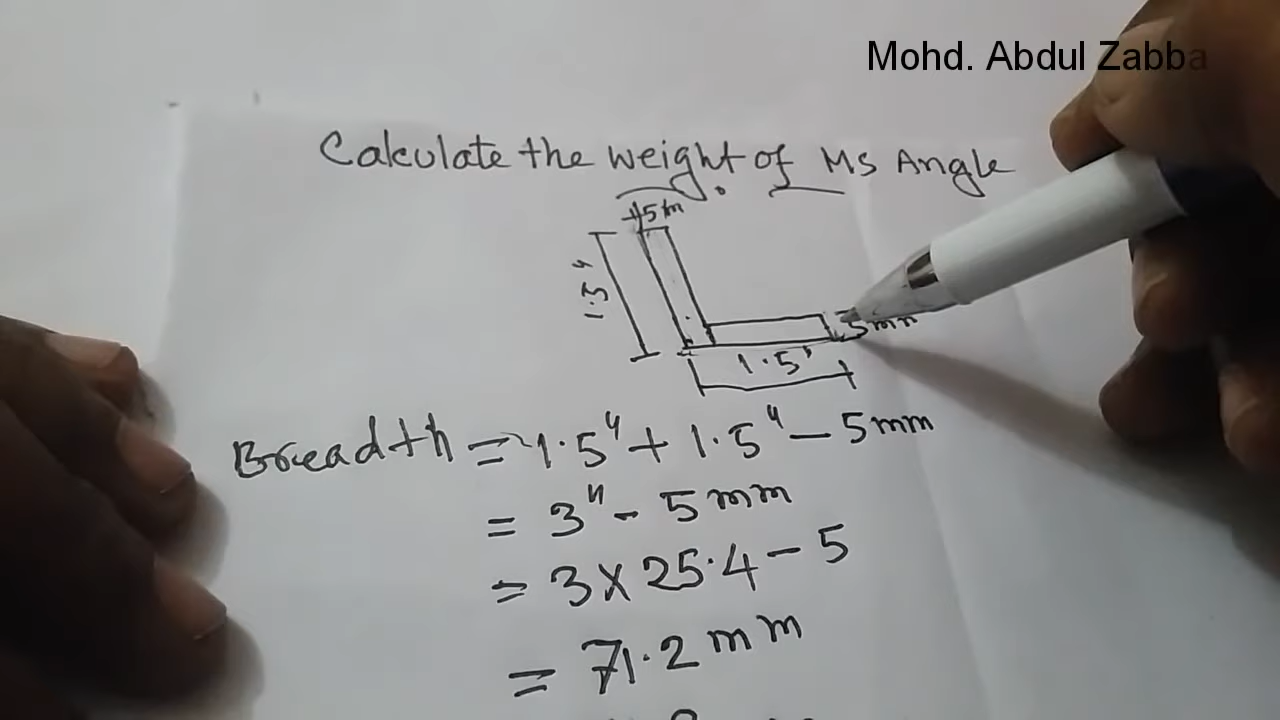 Mohd. Abdul Zabba
Calculate the weight of MS Angle
5m
1.5"
5mm
1.5"
Breadth = 1.5" + 1.5" - 5mm
= 3" - 5mm
= 3 x 25.4 - 5
= 71.2 mm